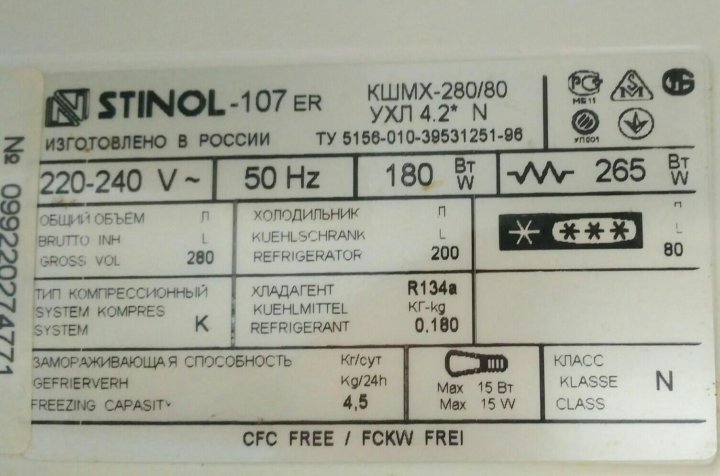 STINOL-107 ER
КШМХ-280/80
УХЛ 4.2* N
ИЗГОТОВЛЕНО В РОССИИ
ТУ 5156-010-39531251-96
РСТ
МБ11
УП001
220-240 V ~
50 Hz
180 Вт W
265 Вт W
ОБЩИЙ ОБЪЕМ Л
BRUTTO INH L
GROSS VOL 280
ХОЛОДИЛЬНИК Л
KUEHLSCHRANK L
REFRIGERATOR 200
Л
L
80
ТИП КОМПРЕССИОННЫЙ
SYSTEM KOMPRES
SYSTEM K
ХЛАДАГЕНТ R134a
KUEHLMITTEL КГ-kg
REFRIGERANT 0.180
ЗАМОРАЖИВАЮЩАЯ СПОСОБНОСТЬ Кг/сут
GEFRIERVERH Kg/24h
FREEZING CAPASITY 4,5
Max 15 Вт
Max 15 W
КЛАСС
KLASSE N
CLASS
CFC FREE / FCKW FREI
№ 099220274771